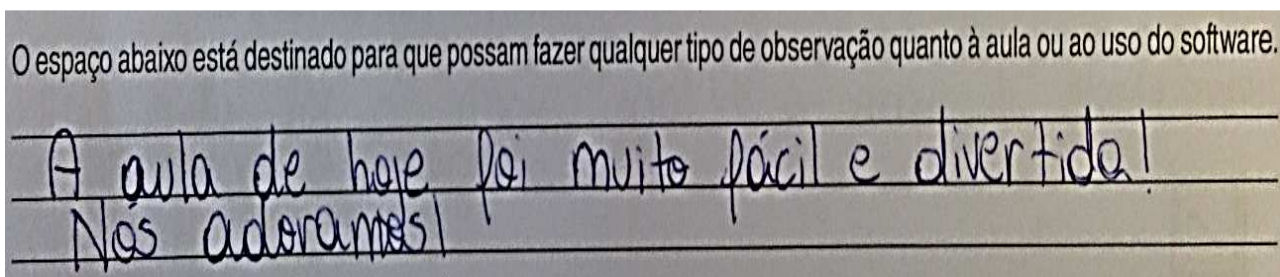 O espaço abaixo está destinado para que possam fazer qualquer tipo de observação quanto à aula ou ao uso do software.
A aula de hoje foi muito fácil e divertida!
Nós adoramos!